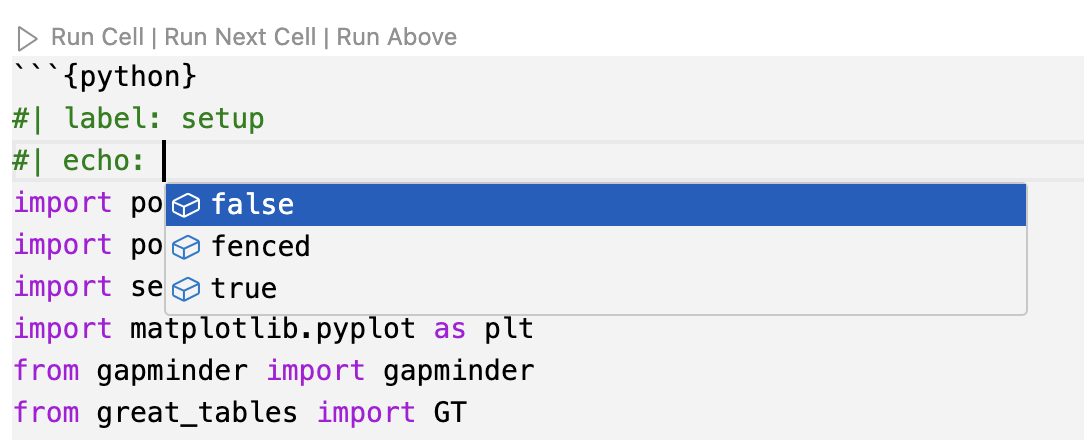 Run Cell | Run Next Cell | Run Above
```{python}
#| label: setup
#| echo:
import po
false
import po
fenced
import se
true
import matplotlib.pyplot as plt
from gapminder import gapminder
from great_tables import GT